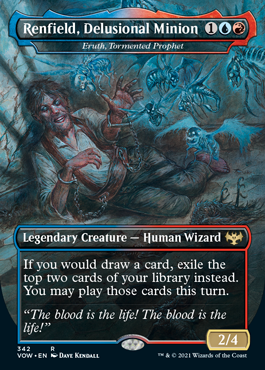 Renfield, Delusional Minion 1
Eruth, Tormented Prophet
Legendary Creature — Human Wizard
If you would draw a card, exile the
top two cards of your library instead.
You may play those cards this turn.
“The blood is the life! The blood is the
life!”
2/4
342 R
VOW • EN Dave Kendall ™ & © 2021 Wizards of the Coast